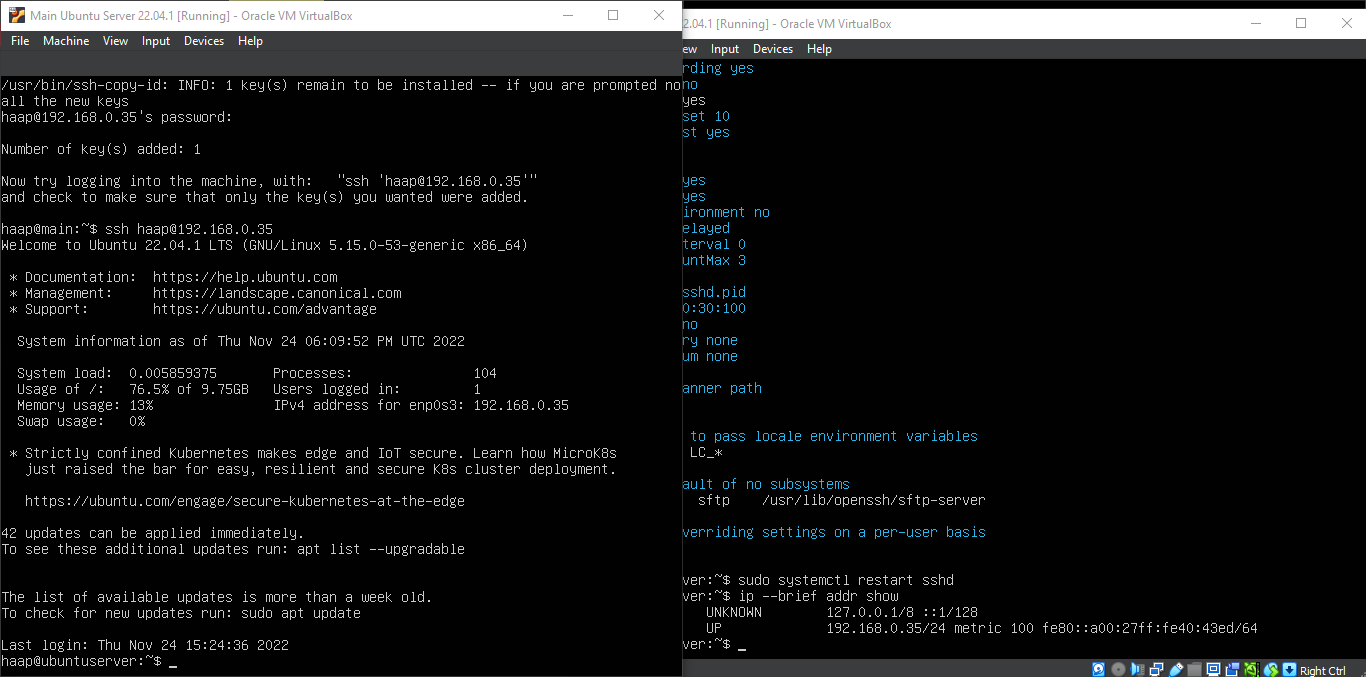 Main Ubuntu Server 22.04.1 [Running] - Oracle VM VirtualBox
File Machine View Input Devices Help
/usr/bin/ssh-copy-id: INFO: 1 key(s) remain to be installed -- if you are prompted no
all the new keys
haap@192.168.0.35's password:
Number of key(s) added: 1
Now try logging into the machine, with:   "ssh 'haap@192.168.0.35'"
and check to make sure that only the key(s) you wanted were added.
haap@main:~$ ssh haap@192.168.0.35
Welcome to Ubuntu 22.04.1 LTS (GNU/Linux 5.15.0-53-generic x86_64)
* Documentation:  https://help.ubuntu.com
* Management:     https://landscape.canonical.com
* Support:        https://ubuntu.com/advantage
System information as of Thu Nov 24 06:09:52 PM UTC 2022
System load:  0.005859375       Processes:               104
Usage of /:   76.5% of 9.75GB   Users logged in:         1
Memory usage: 13%               IPv4 address for enp0s3: 192.168.0.35
Swap usage:   0%
* Strictly confined Kubernetes makes edge and IoT secure. Learn how MicroK8s
just raised the bar for easy, resilient and secure K8s cluster deployment.
https://ubuntu.com/engage/secure-kubernetes-at-the-edge
42 updates can be applied immediately.
To see these additional updates run: apt list --upgradable
The list of available updates is more than a week old.
To check for new updates run: sudo apt update
Last login: Thu Nov 24 15:24:36 2022
haap@ubuntuserver:~$ _
2.04.1 [Running] - Oracle VM VirtualBox
ew Input Devices Help
rding yes
no
yes
set 10
st yes
yes
yes
ironment no
elayed
terval 0
untMax 3
sshd.pid
0:30:100
no
ry none
um none
anner path
to pass locale environment variables
LC_*
ault of no subsystems
sftp    /usr/lib/openssh/sftp-server
verriding settings on a per-user basis
ver:~$ sudo systemctl restart sshd
ver:~$ ip --brief addr show
UNKNOWN        127.0.0.1/8 ::1/128
UP             192.168.0.35/24 metric 100 fe80::a00:27ff:fe40:43ed/64
ver:~$ _
Right Ctrl